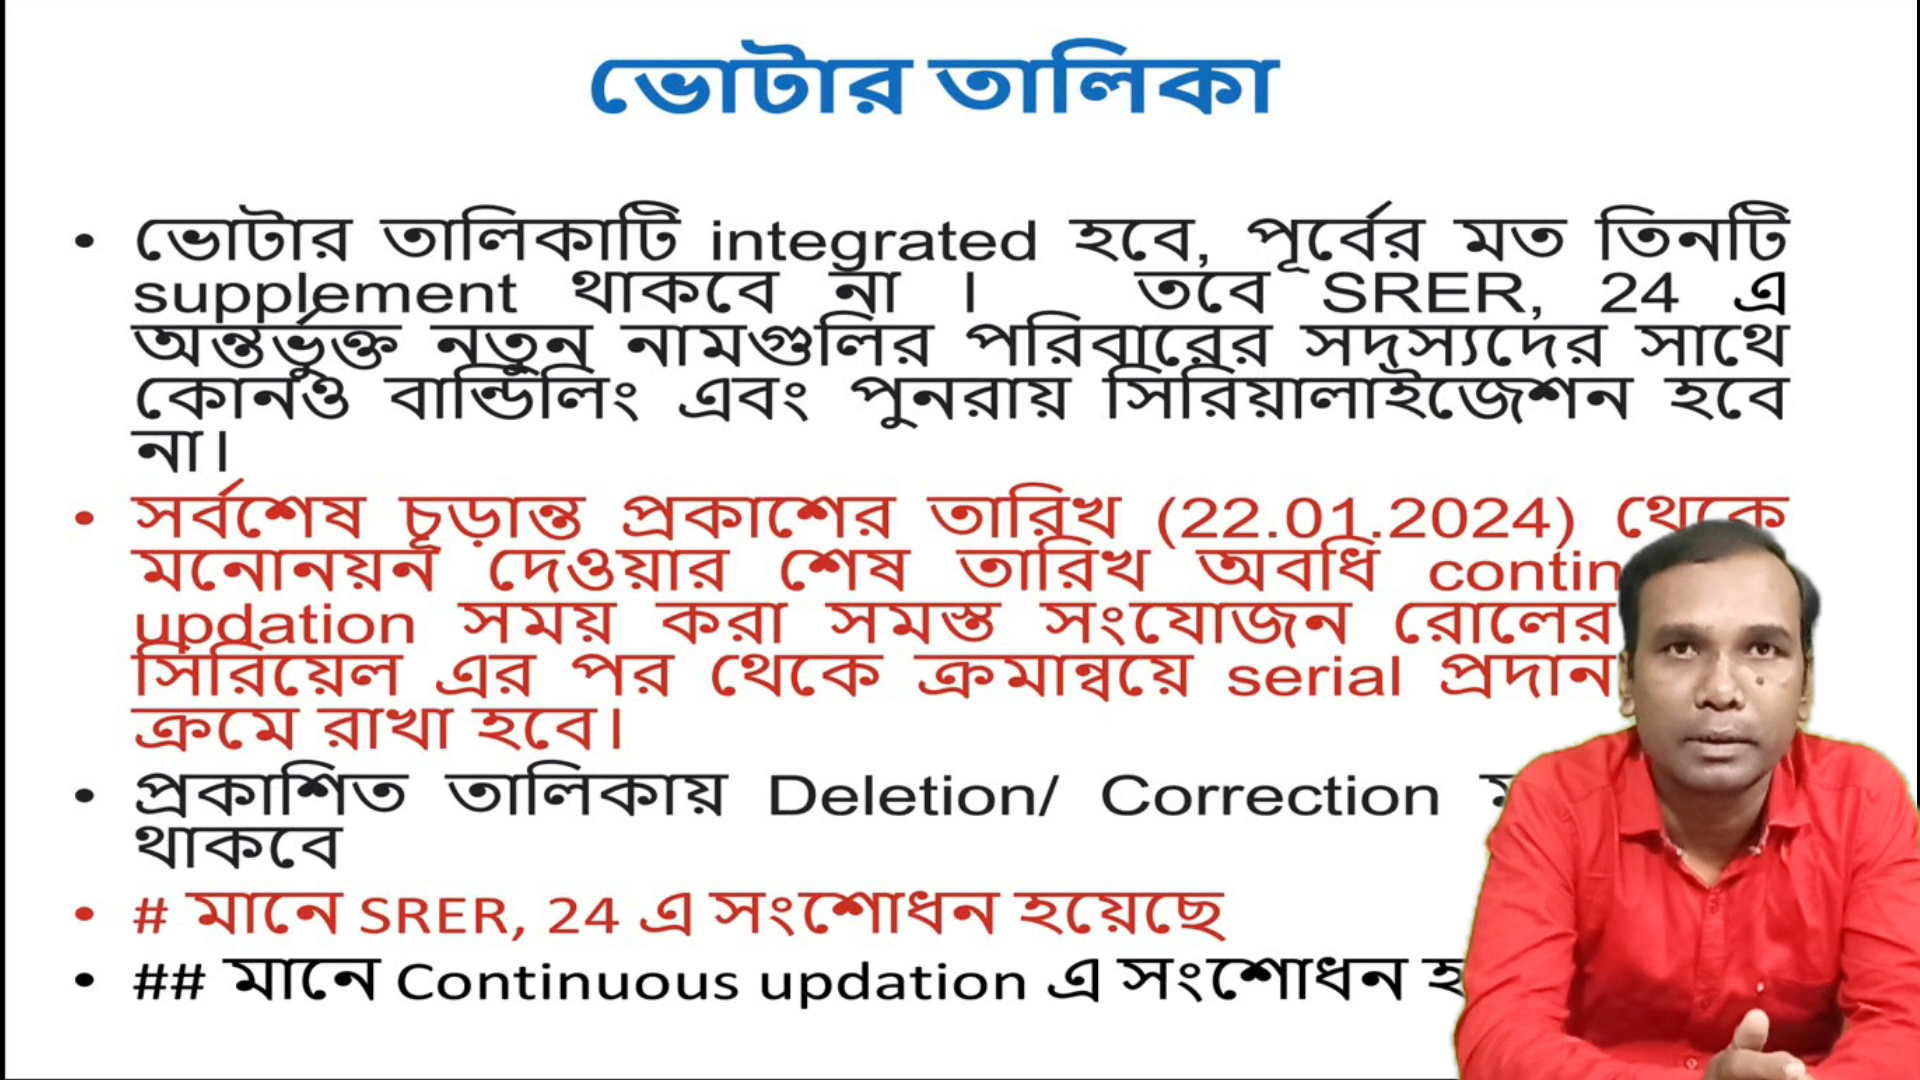 ভোটার তালিকা
• ভোটার তালিকাটি integrated হবে, পূর্বের মত তিনটি
supplement থাকবে না । তবে SRER, 24 এ
অন্তর্ভুক্ত নতুন নামগুলির পরিবারের সদস্যদের সাথে
কোনও বান্ডিলিং এবং পুনরায় সিরিয়ালাইজেশন হবে
না।
• সর্বশেষ চূড়ান্ত প্রকাশের তারিখ (22.01.2024) থেকে
মনোনয়ন দেওয়ার শেষ তারিখ অবধি
updation সময় করা সমস্ত সংযোজন রোলের
সিরিয়েল এর পর থেকে ক্রমান্বয়ে serial প্রদান
ক্রমে রাখা হবে।
• প্রকাশিত তালিকায় Deletion/ Correction
থাকবে
• # মানে SRER, 24 এ সংশোধন হয়েছে
• ## মানে Continuous updation এ সংশোধন